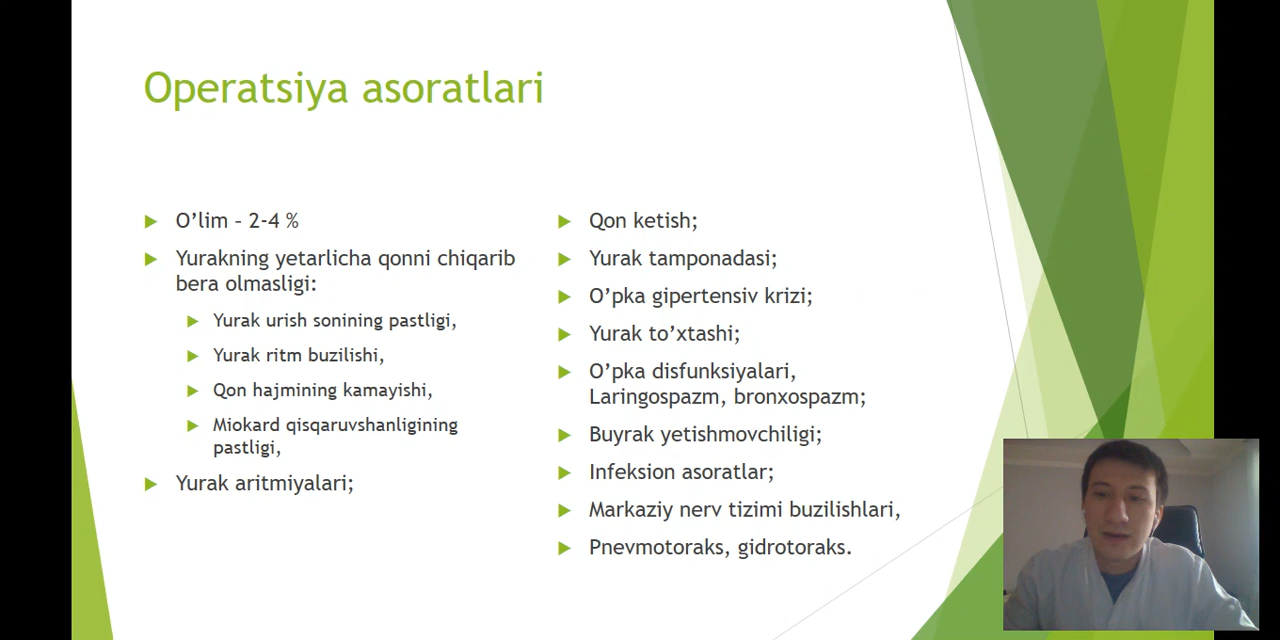 Operatsiya asoratlari
O’lim – 2-4 %
Yurakning yetarlicha qonni chiqarib
bera olmasligi:
Yurak urish sonining pastligi,
Yurak ritm buzilishi,
Qon hajmining kamayishi,
Miokard qisqaruvshanligining
pastligi,
Yurak aritmiyalari;
Qon ketish;
Yurak tamponadasi;
O’pka gipertensiv krizi;
Yurak to’xtashi;
O’pka disfunksiyalari,
Laringospazm, bronxospazm;
Buyrak yetishmovchiligi;
Infeksion asoratlar;
Markaziy nerv tizimi buzilishlari,
Pnevmotoraks, gidrotoraks.